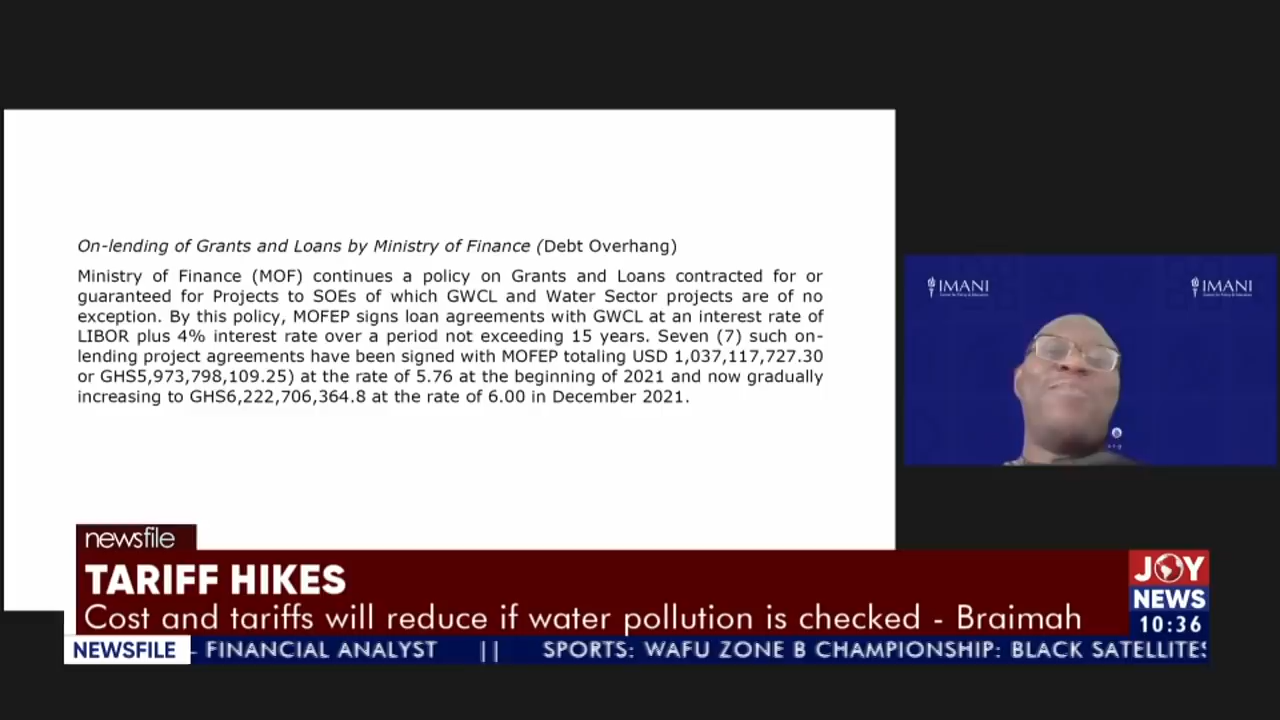 On-lending of Grants and Loans by Ministry of Finance (Debt Overhang)
Ministry of Finance (MOF) continues a policy on Grants and Loans contracted for or
guaranteed for Projects to SOEs of which GWCL and Water Sector projects are of no
exception. By this policy, MOFEP signs loan agreements with GWCL at an interest rate of
LIBOR plus 4% interest rate over a period not exceeding 15 years. Seven (7) such on-
lending project agreements have been signed with MOFEP totaling USD 1,037,117,727.30
or GHS5,973,798,109.25) at the rate of 5.76 at the beginning of 2021 and now gradually
increasing to GHS6,222,706,364.8 at the rate of 6.00 in December 2021.
IMANI
IMANI
newsfile
TARIFF HIKES
Cost and tariffs will reduce if water pollution is checked - Braimah
JOY
NEWS
10:36
NEWSFILE - FINANCIAL ANALYST || SPORTS: WAFU ZONE B CHAMPIONSHIP: BLACK SATELLITES